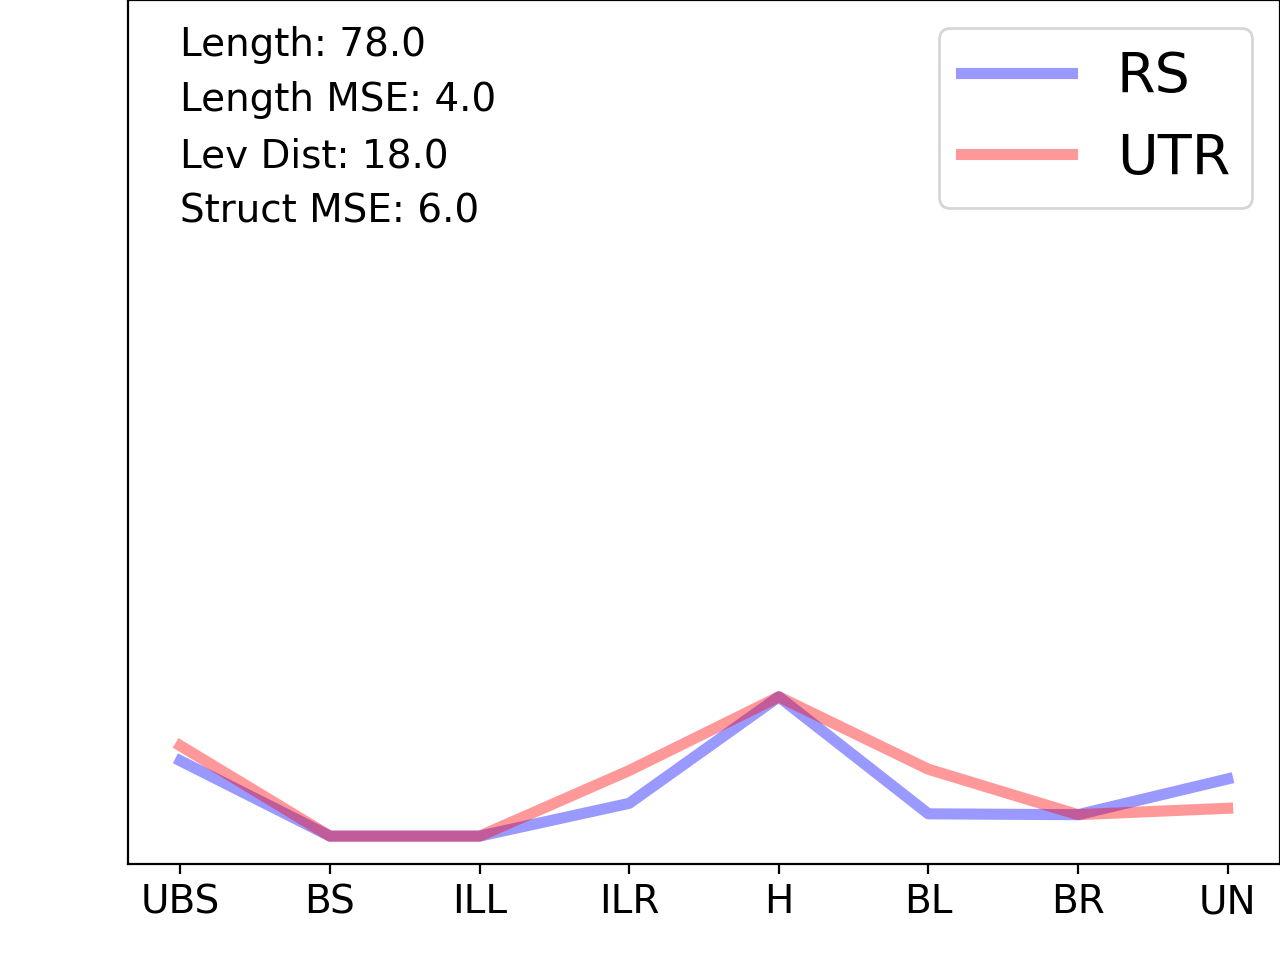 Length: 78.0
Length MSE: 4.0
Lev Dist: 18.0
Struct MSE: 6.0
RS
UTR
UBS BS ILL ILR H BL BR UN